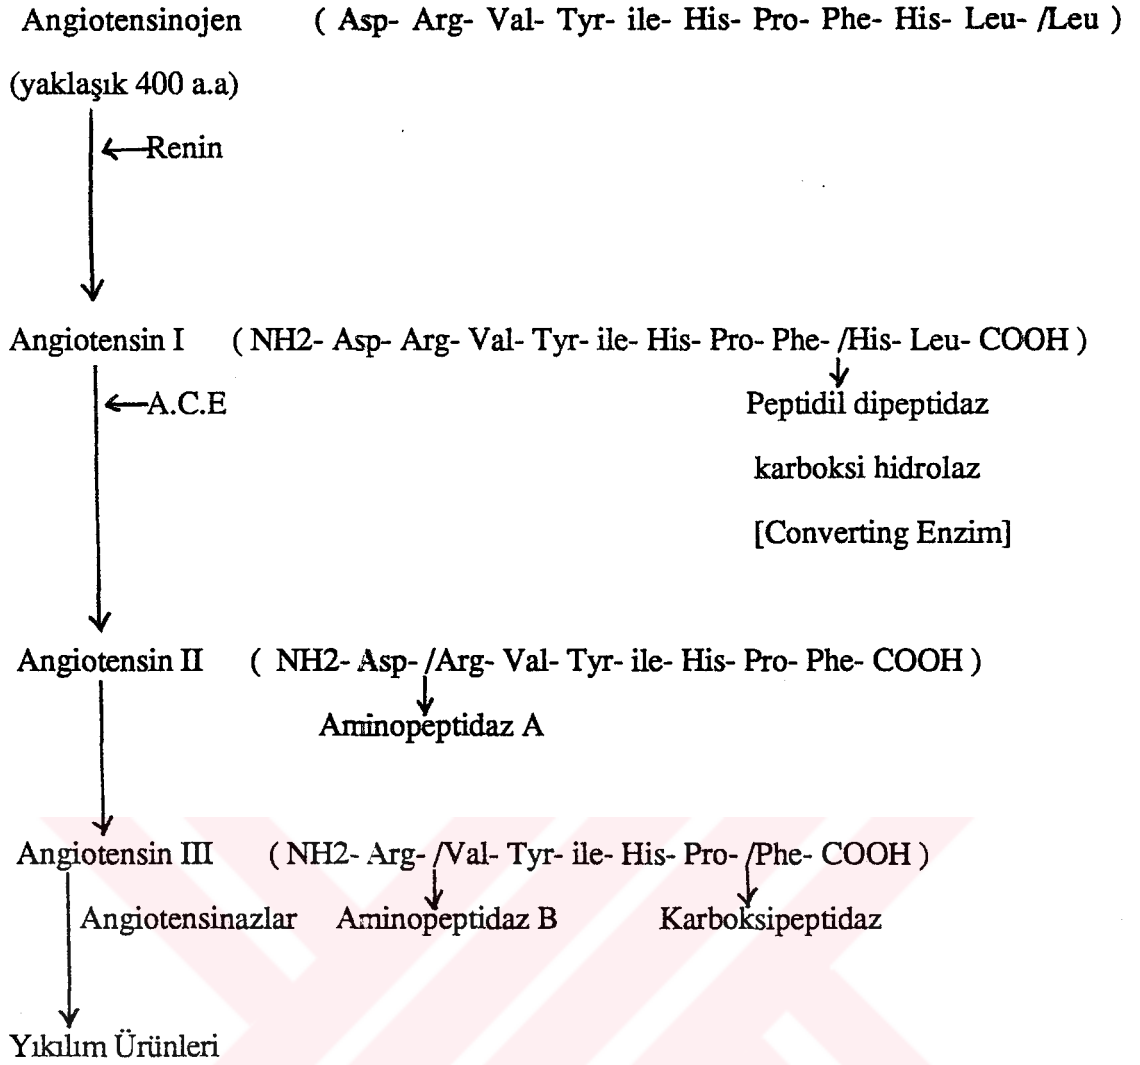 Angiotensinojen ( Asp- Arg- Val- Tyr- ile- His- Pro- Phe- His- Leu- /Leu )
(yaklaşık 400 a.a)
Renin
Angiotensin I ( NH2- Asp- Arg- Val- Tyr- ile- His- Pro- Phe- /His- Leu- COOH )
A.C.E Peptidil dipeptidaz
karboksi hidrolaz
[Converting Enzim]
Angiotensin II ( NH2- Asp- /Arg- Val- Tyr- ile- His- Pro- Phe- COOH )
Aminopeptidaz A
Angiotensin III ( NH2- Arg- /Val- Tyr- ile- His- Pro- /Phe- COOH )
Angiotensinazlar Aminopeptidaz B Karboksipeptidaz
Yıkılım Ürünleri